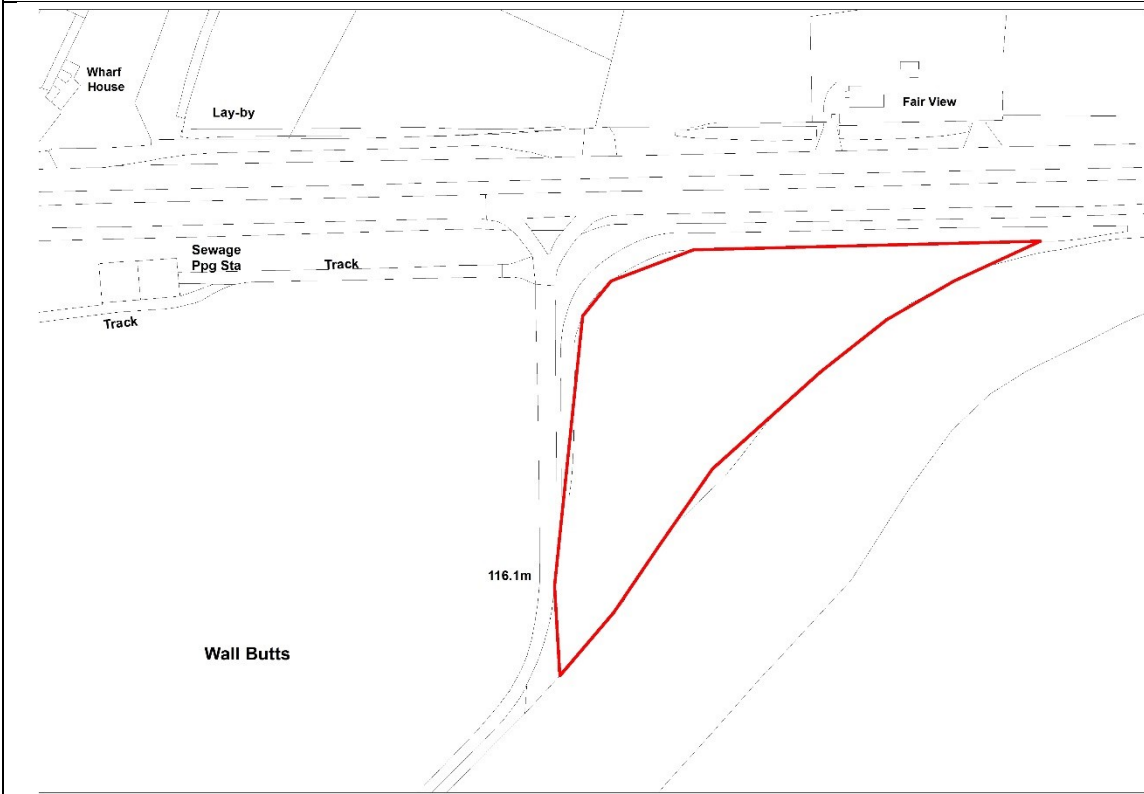 Wharf
House
Lay-by
Fair View
Sewage
Ppg Sta
Track
Track
116.1m
Wall Butts